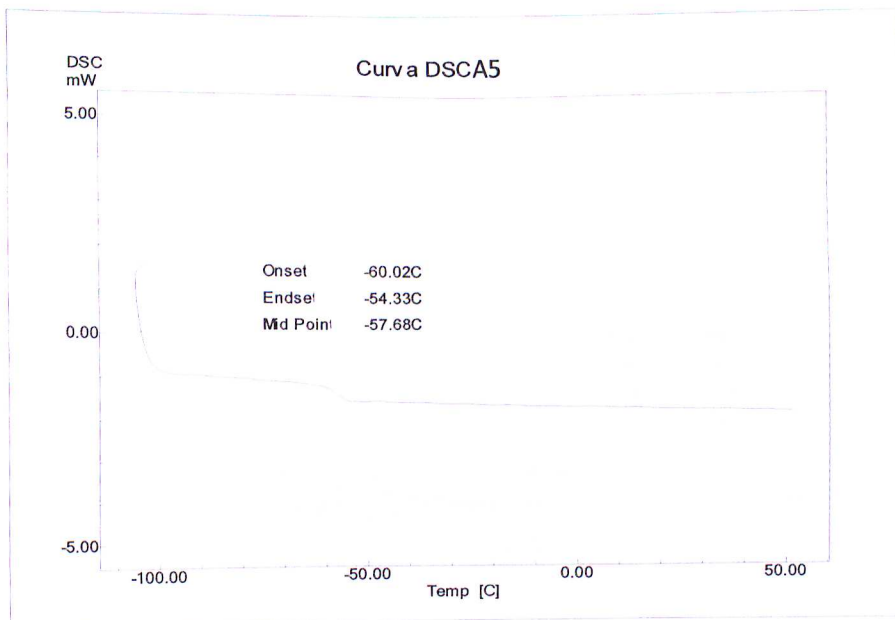 DSC
mW
Curva DSCA5
5.00
Onset -60.02C
Endset -54.33C
Mid Point -57.68C
0.00
-5.00
-100.00 -50.00 0.00 50.00
Temp [C]